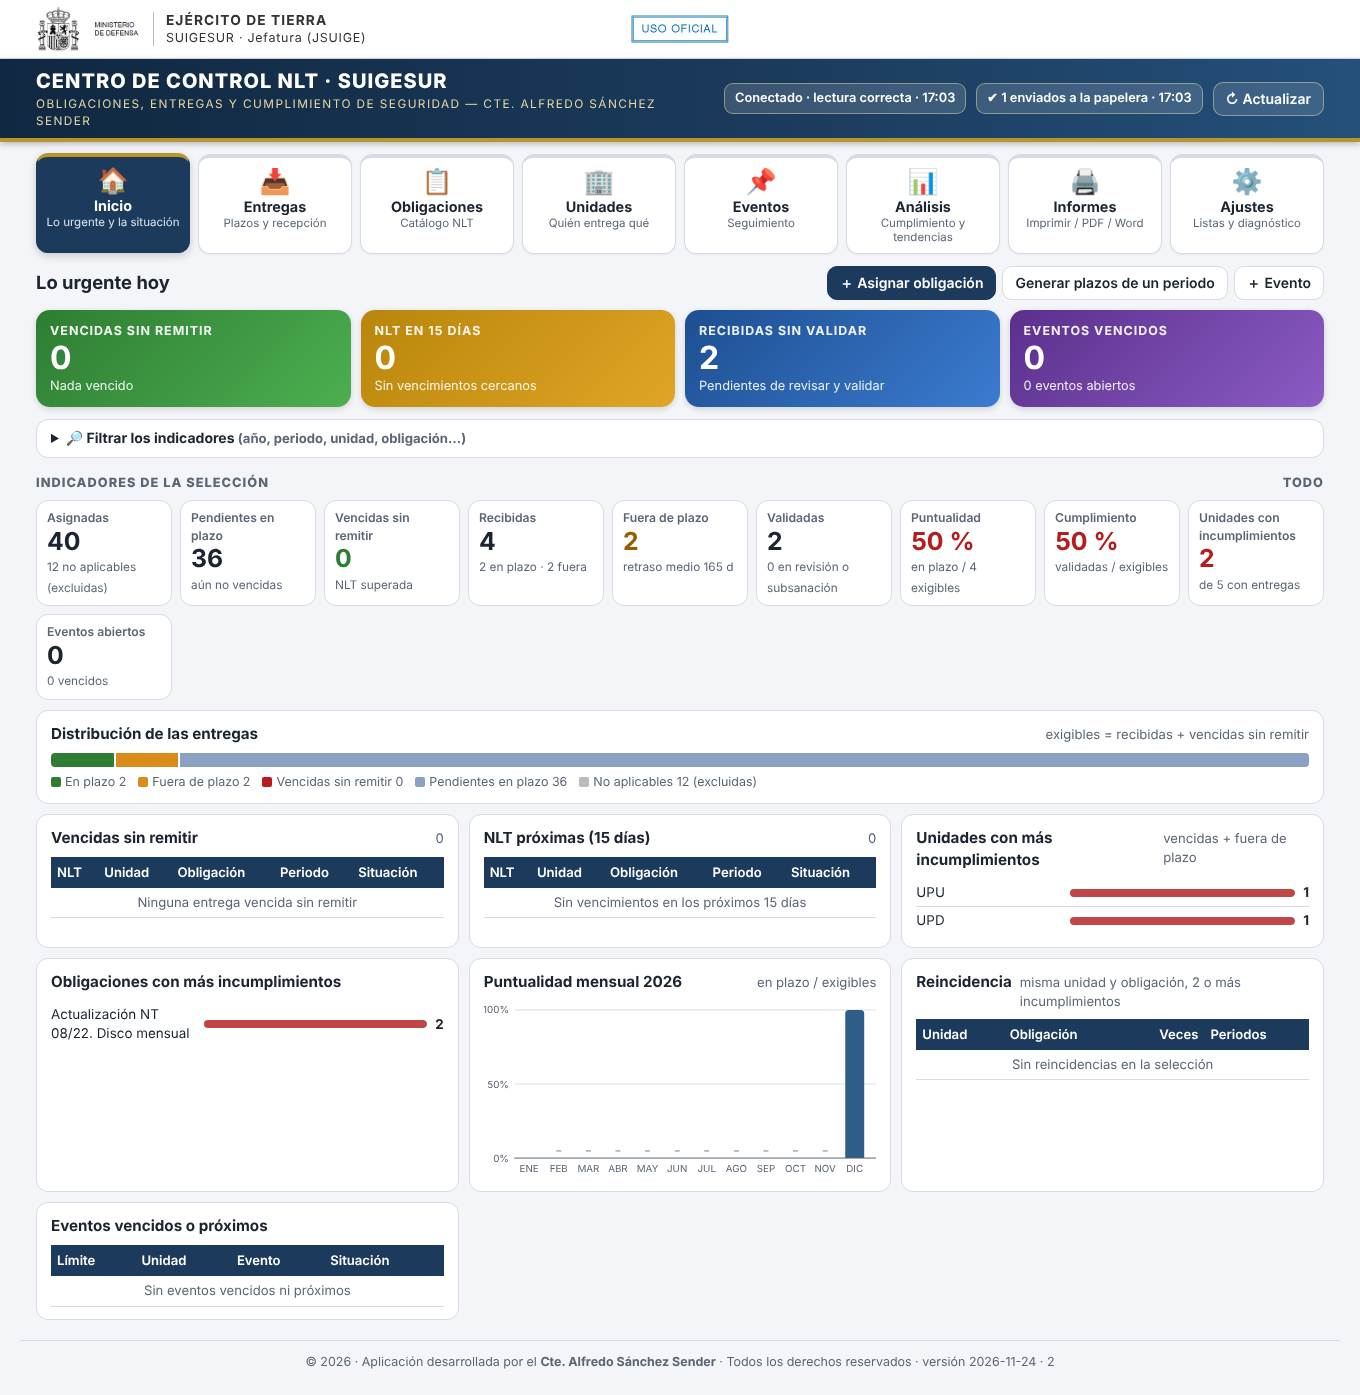 MINISTERIO
DE DEFENSA
EJÉRCITO DE TIERRA
SUIGESUR · Jefatura (JSUIGE)
USO OFICIAL
CENTRO DE CONTROL NLT · SUIGESUR
OBLIGACIONES, ENTREGAS Y CUMPLIMIENTO DE SEGURIDAD — CTE. ALFREDO SÁNCHEZ
SENDER
Conectado · lectura correcta · 17:03
✔ 1 enviados a la papelera · 17:03
↻ Actualizar
Inicio
Lo urgente y la situación
Entregas
Plazos y recepción
Obligaciones
Catálogo NLT
Unidades
Quién entrega qué
Eventos
Seguimiento
Análisis
Cumplimiento y
tendencias
Informes
Imprimir / PDF / Word
Ajustes
Listas y diagnóstico
Lo urgente hoy
+ Asignar obligación
Generar plazos de un periodo
+ Evento
VENCIDAS SIN REMITIR
0
Nada vencido
NLT EN 15 DÍAS
0
Sin vencimientos cercanos
RECIBIDAS SIN VALIDAR
2
Pendientes de revisar y validar
EVENTOS VENCIDOS
0
0 eventos abiertos
▶ 🔎 Filtrar los indicadores (año, periodo, unidad, obligación…)
INDICADORES DE LA SELECCIÓN
TODO
Asignadas
40
12 no aplicables
(excluidas)
Pendientes en
plazo
36
aún no vencidas
Vencidas sin
remitir
0
NLT superada
Recibidas
4
2 en plazo · 2 fuera
Fuera de plazo
2
retraso medio 165 d
Validadas
2
0 en revisión o
subsanación
Puntualidad
50 %
en plazo / 4
exigibles
Cumplimiento
50 %
validadas / exigibles
Unidades con
incumplimientos
2
de 5 con entregas
Eventos abiertos
0
0 vencidos
Distribución de las entregas
exigibles = recibidas + vencidas sin remitir
En plazo 2
Fuera de plazo 2
Vencidas sin remitir 0
Pendientes en plazo 36
No aplicables 12 (excluidas)
Vencidas sin remitir
0
NLT Unidad Obligación Periodo Situación
Ninguna entrega vencida sin remitir
NLT próximas (15 días)
0
NLT Unidad Obligación Periodo Situación
Sin vencimientos en los próximos 15 días
Unidades con más
incumplimientos
vencidas + fuera de
plazo
UPU 1
UPD 1
Obligaciones con más incumplimientos
Actualización NT
08/22. Disco mensual
2
Puntualidad mensual 2026
en plazo / exigibles
100%
50%
0%
– – – – – – – – – –
ENE FEB MAR ABR MAY JUN JUL AGO SEP OCT NOV DIC
Reincidencia
misma unidad y obligación, 2 o más
incumplimientos
Unidad Obligación Veces Periodos
Sin reincidencias en la selección
Eventos vencidos o próximos
Límite Unidad Evento Situación
Sin eventos vencidos ni próximos
© 2026 · Aplicación desarrollada por el Cte. Alfredo Sánchez Sender · Todos los derechos reservados · versión 2026-11-24 · 2